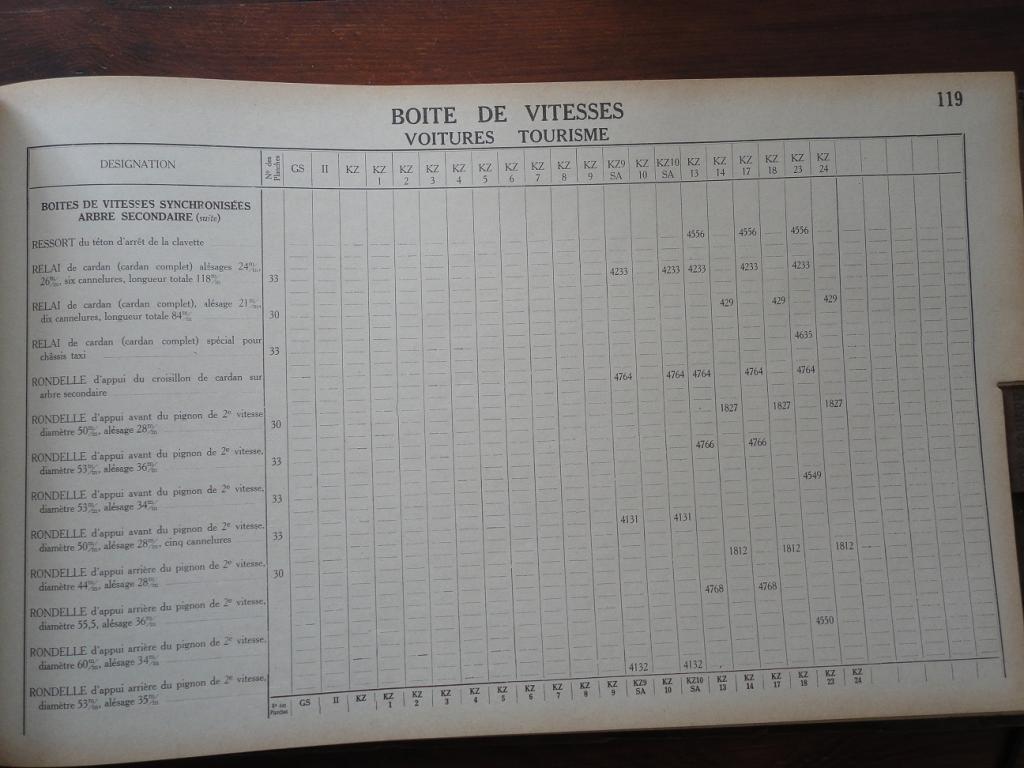 119
BOITE DE VITESSES
VOITURES TOURISME
DESIGNATION Nos des Planches GS II KZ KZ 1 KZ 2 KZ 3 KZ 4 KZ 5 KZ 6 KZ 7 KZ 8 KZ 9 KZ9 SA KZ 10 KZ10 SA KZ 13 KZ 14 KZ 17 KZ 18 KZ 23 KZ 24
BOITES DE VITESSES SYNCHRONISÉES
ARBRE SECONDAIRE (suite)
RESSORT du téton d'arrêt de la clavette 4556 4556 4556
RELAI de cardan (cardan complet) alésages 24m/m,
26m/m, six cannelures, longueur totale 118m/m 33 4233 4233 4233 4233 4233
RELAI de cardan (cardan complet), alésage 21m/m,
dix cannelures, longueur totale 84m/m 30 429 429 429
RELAI de cardan (cardan complet) spécial pour
châssis taxi 33 4635
RONDELLE d'appui du croisillon de cardan sur
arbre secondaire 4764 4764 4764 4764 4764
RONDELLE d'appui avant du pignon de 2e vitesse
diamètre 50m/m, alésage 28m/m 30 1827 1827 1827
RONDELLE d'appui avant du pignon de 2e vitesse,
diamètre 53m/m, alésage 36m/m 33 4766 4766
RONDELLE d'appui avant du pignon de 2e vitesse,
diamètre 53m/m, alésage 34m/m 33 4549
RONDELLE d'appui avant du pignon de 2e vitesse,
diamètre 50m/m, alésage 28m/m, cinq cannelures 33 4131 4131
RONDELLE d'appui arrière du pignon de 2e vitesse,
diamètre 44m/m, alésage 28m/m 30 1812 1812 1812
RONDELLE d'appui arrière du pignon de 2e vitesse,
diamètre 55,5, alésage 36m/m 4768 4768
RONDELLE d'appui arrière du pignon de 2e vitesse,
diamètre 60m/m, alésage 34m/m 4550
RONDELLE d'appui arrière du pignon de 2e vitesse,
diamètre 53m/m, alésage 35m/m 4132 4132
Nos des Planches GS II KZ KZ 1 KZ 2 KZ 3 KZ 4 KZ 5 KZ 6 KZ 7 KZ 8 KZ 9 KZ9 SA KZ 10 KZ10 SA KZ 13 KZ 14 KZ 17 KZ 18 KZ 23 KZ 24